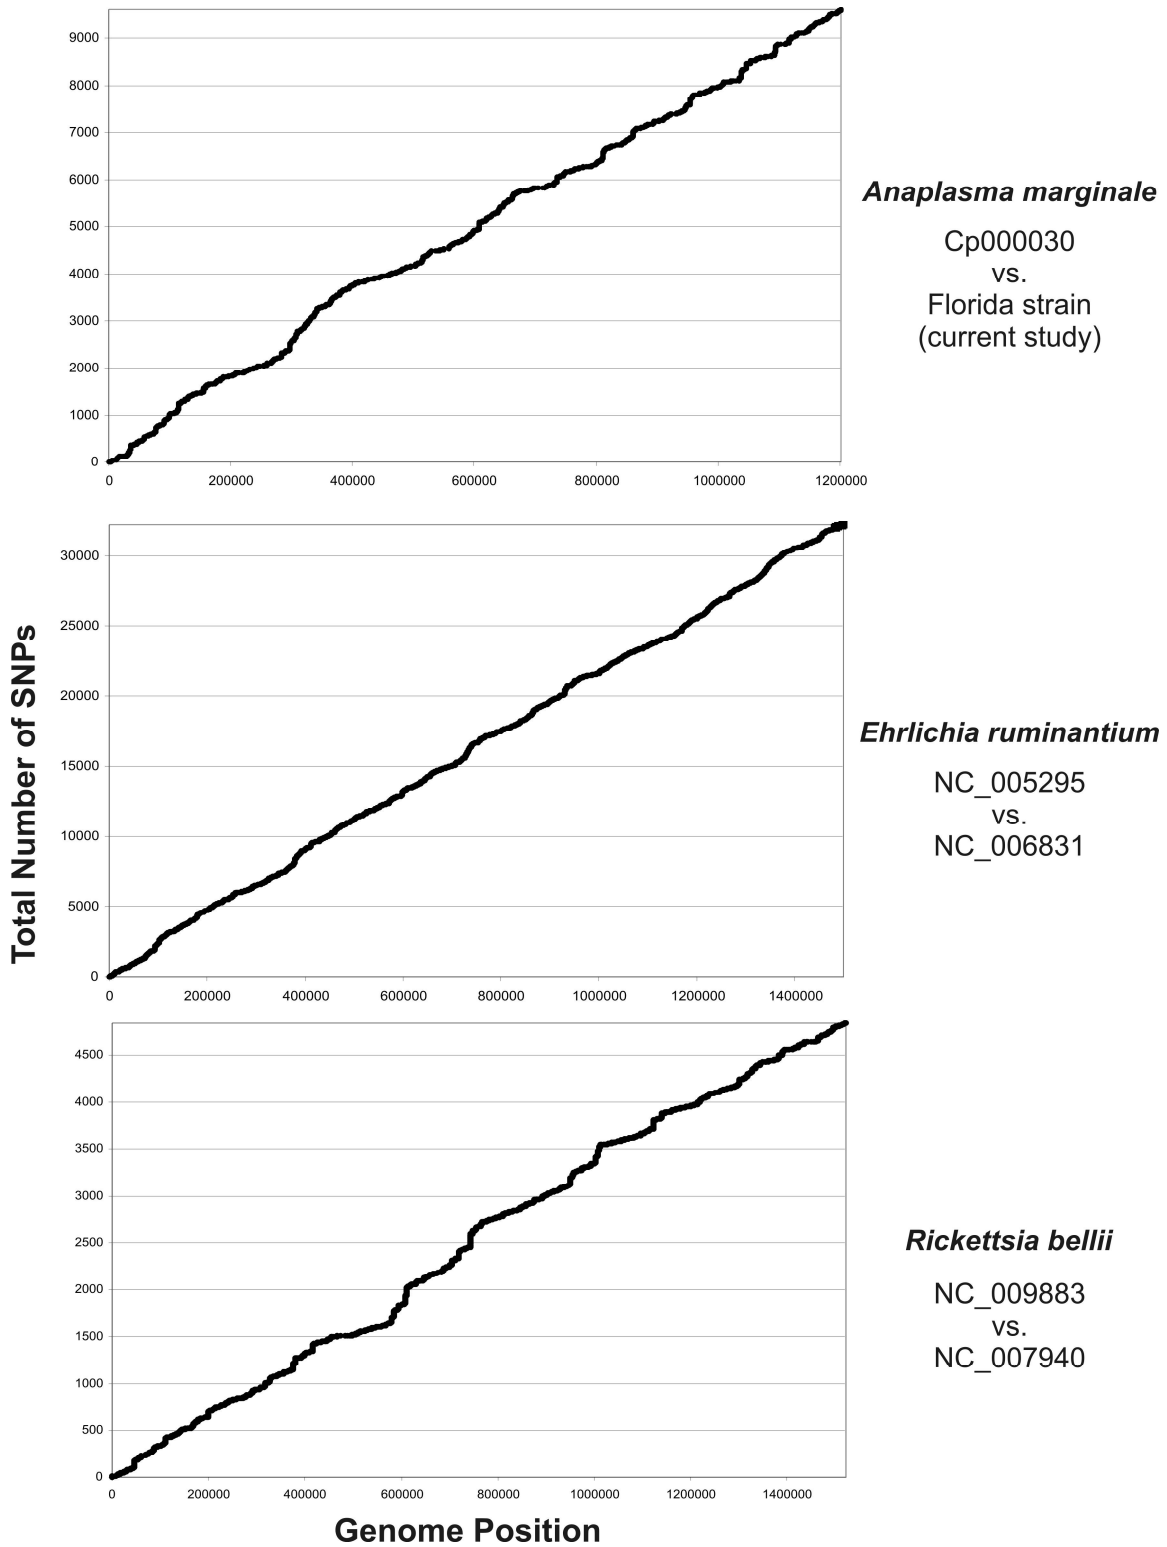 9000
8000
7000
6000
5000
4000
3000
2000
1000
0
0 200000 400000 600000 800000 1000000 1200000
Anaplasma marginale
Cp000030
vs.
Florida strain
(current study)
Total Number of SNPs
30000
25000
20000
15000
10000
5000
0
0 200000 400000 600000 800000 1000000 1200000 1400000
Ehrlichia ruminantium
NC_005295
vs.
NC_006831
4500
4000
3500
3000
2500
2000
1500
1000
500
0
0 200000 400000 600000 800000 1000000 1200000 1400000
Rickettsia bellii
NC_009883
vs.
NC_007940
Genome Position